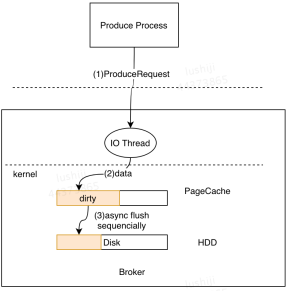 Produce Process
(1)ProduceRequest
IO Thread
kernel
(2)data
dirty
PageCache
(3)async flush
sequencially
Disk
HDD
Broker